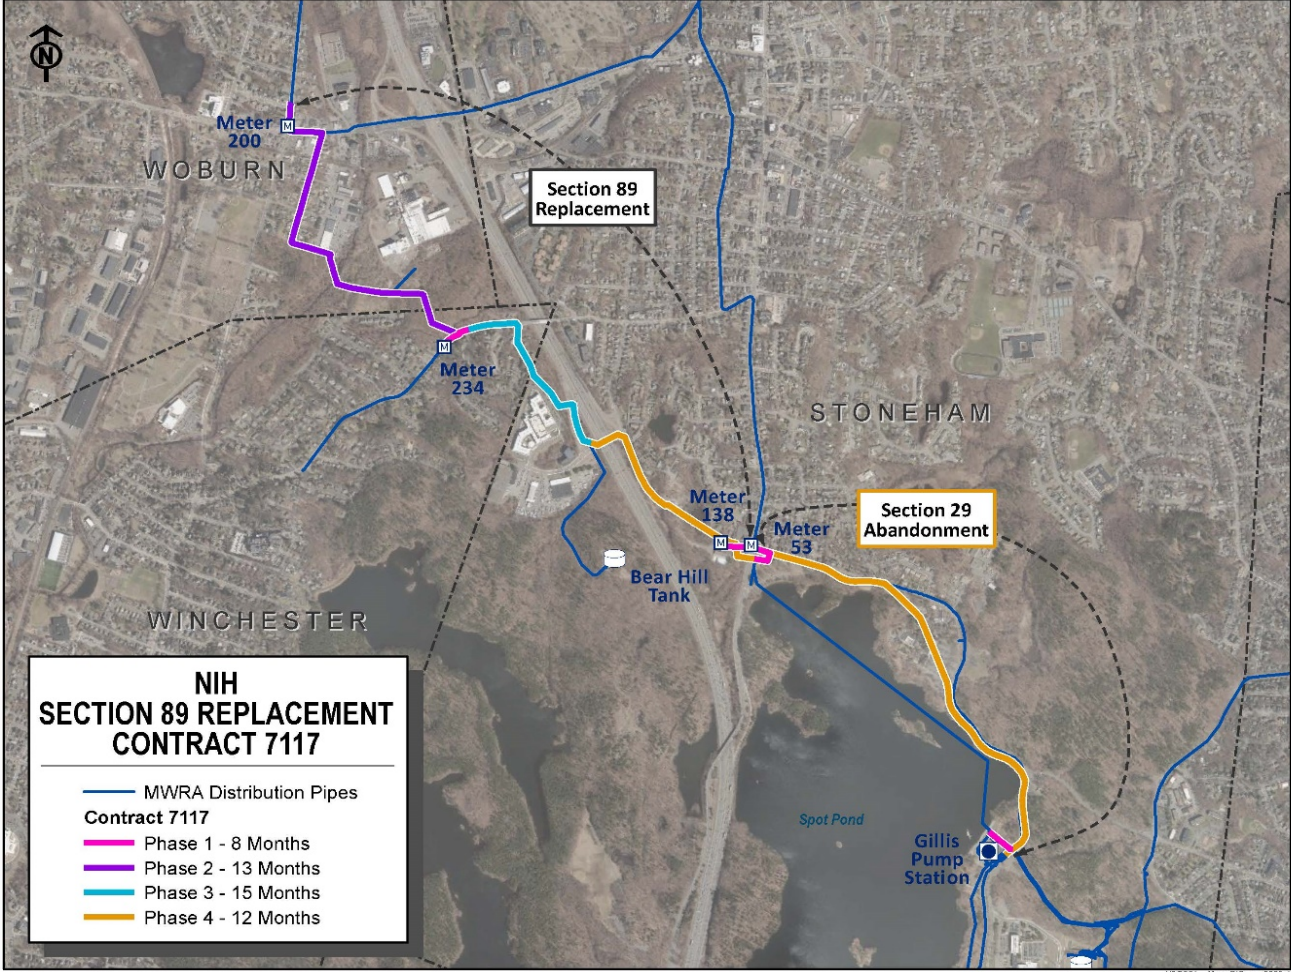 N
Meter
200
WOBURN
Section 89
Replacement
Meter
234
STONEHAM
Meter
138
Meter
53
Section 29
Abandonment
Bear Hill
Tank
WINCHESTER
Spot Pond
Gillis
Pump
Station
M
M
M
M
NIH
SECTION 89 REPLACEMENT
CONTRACT 7117
MWRA Distribution Pipes
Contract 7117
Phase 1 - 8 Months
Phase 2 - 13 Months
Phase 3 - 15 Months
Phase 4 - 12 Months